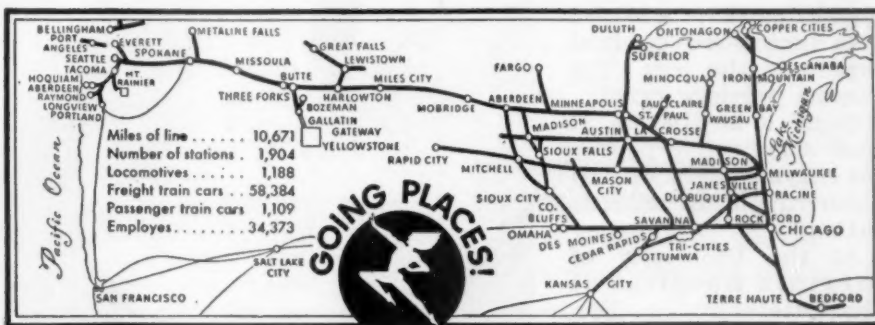 BELLINGHAM
PORT
ANGELES
EVERETT
SEATTLE
TACOMA
MT.
RAINIER
HOQUIAM
ABERDEEN
RAYMOND
LONGVIEW
PORTLAND
SPOKANE
METALINE FALLS
MISSOULA
BUTTE
THREE FORKS
BOZEMAN
GALLATIN
GATEWAY
YELLOWSTONE
GREAT FALLS
LEWISTOWN
HARLOWTON
MILES CITY
MOBRIDGE
RAPID CITY
FARGO
ABERDEEN
MITCHELL
MADISON
SIOUX FALLS
SIOUX CITY
MINNEAPOLIS
ST.
PAUL
AUSTIN
MASON
CITY
DULUTH
SUPERIOR
EAU CLAIRE
LA CROSSE
MINOCQUA
WAUSAU
ONTONAGON
COPPER CITIES
ESCANABA
IRON MOUNTAIN
GREEN BAY
Lake
Michigan
MADISON
MILWAUKEE
JANESVILLE
RACINE
DUBUQUE
SAVANNA
ROCKFORD
CHICAGO
CO-
BLUFFS
OMAHA
DES MOINES
CEDAR RAPIDS
TRI-CITIES
OTTUMWA
KANSAS CITY
TERRE HAUTE
BEDFORD
Pacific Ocean
SAN FRANCISCO
SALT LAKE
CITY
Miles of line ..... 10,671
Number of stations . 1,904
Locomotives ..... 1,188
Freight train cars . 58,384
Passenger train cars 1,109
Employes ....... 34,373
GOING PLACES!